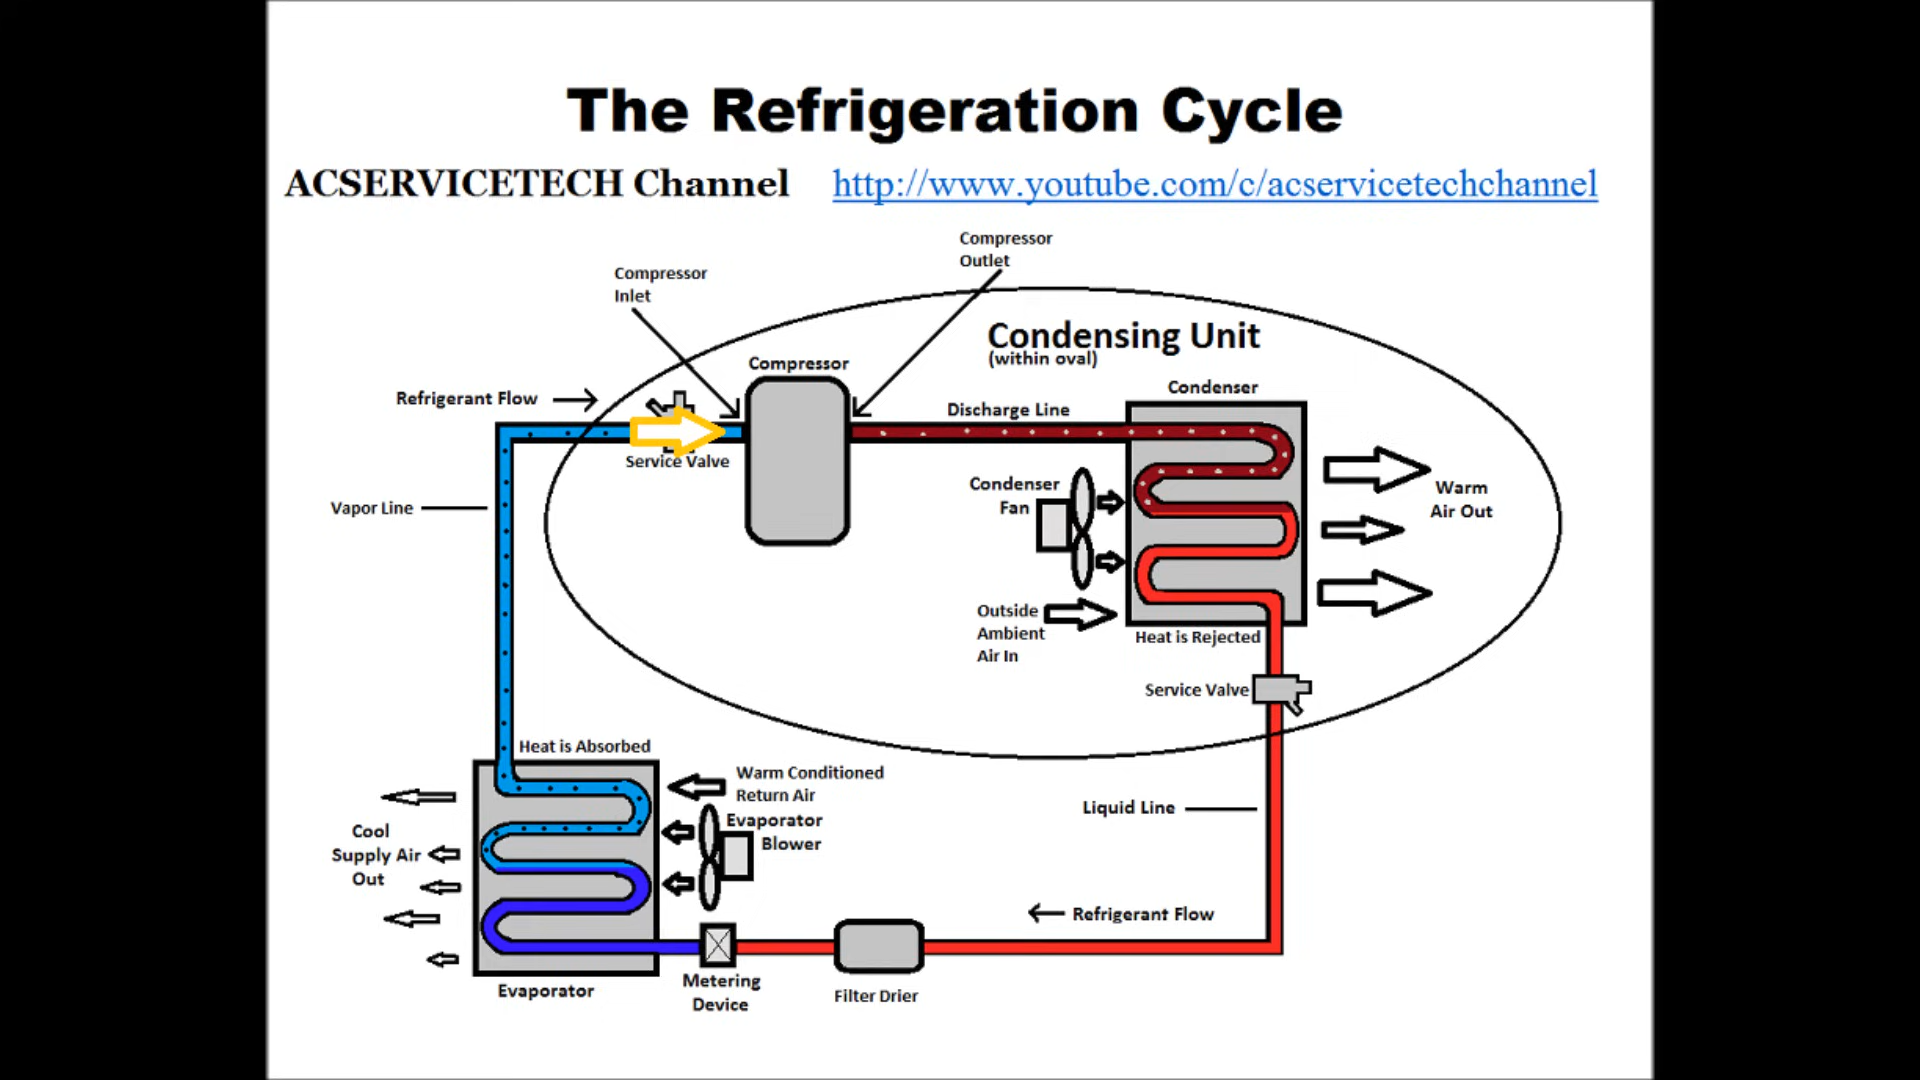 The Refrigeration Cycle
ACSERVICETECH Channel http://www.youtube.com/c/acservicetechchannel
Compressor
Outlet
Compressor
Inlet
Condensing Unit
(within oval)
Compressor
Condenser
Refrigerant Flow
Discharge Line
Service Valve
Condenser
Fan
Warm
Air Out
Vapor Line
Outside
Ambient
Air In
Heat is Rejected
Service Valve
Heat is Absorbed
Warm Conditioned
Return Air
Evaporator
Blower
Liquid Line
Cool
Supply Air
Out
Refrigerant Flow
Evaporator
Metering
Device
Filter Drier